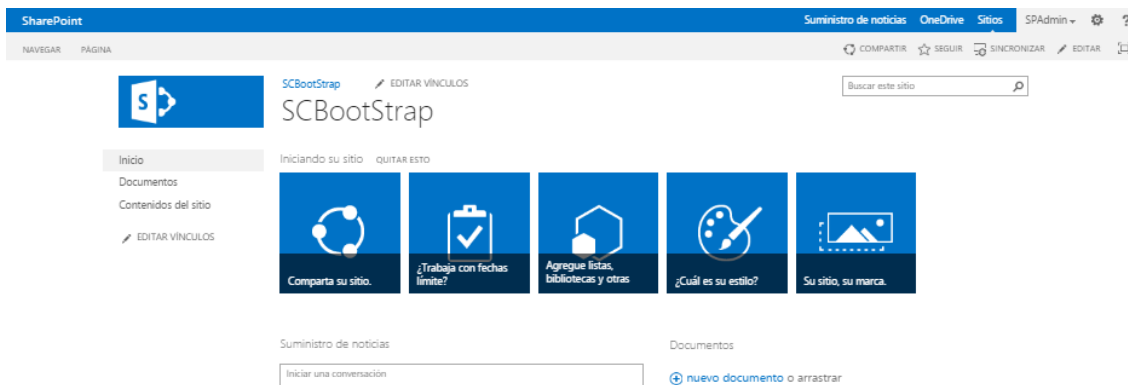 SharePoint Suministro de noticias OneDrive Sitios SPAdmin ?
NAVEGAR PÁGINA COMPARTIR SEGUIR SINCRONIZAR EDITAR
S
SCBootStrap EDITAR VÍNCULOS
Buscar este sitio
SCBootStrap
Inicio
Documentos
Contenidos del sitio
EDITAR VÍNCULOS
Iniciando su sitio QUITAR ESTO
Comparta su sitio.
¿Trabaja con fechas
límite?
Agregue listas,
bibliotecas y otras
¿Cuál es su estilo?
Su sitio, su marca.
Suministro de noticias
Iniciar una conversación
Documentos
nuevo documento o arrastrar